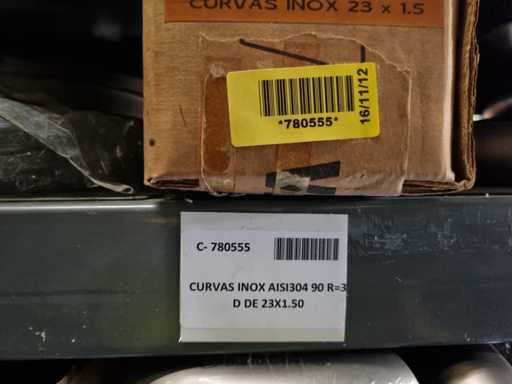 CURVAS INOX 23 x 1.5
*780555*
16/11/12
C- 780555
CURVAS INOX AISI304 90 R=3
D DE 23X1.50